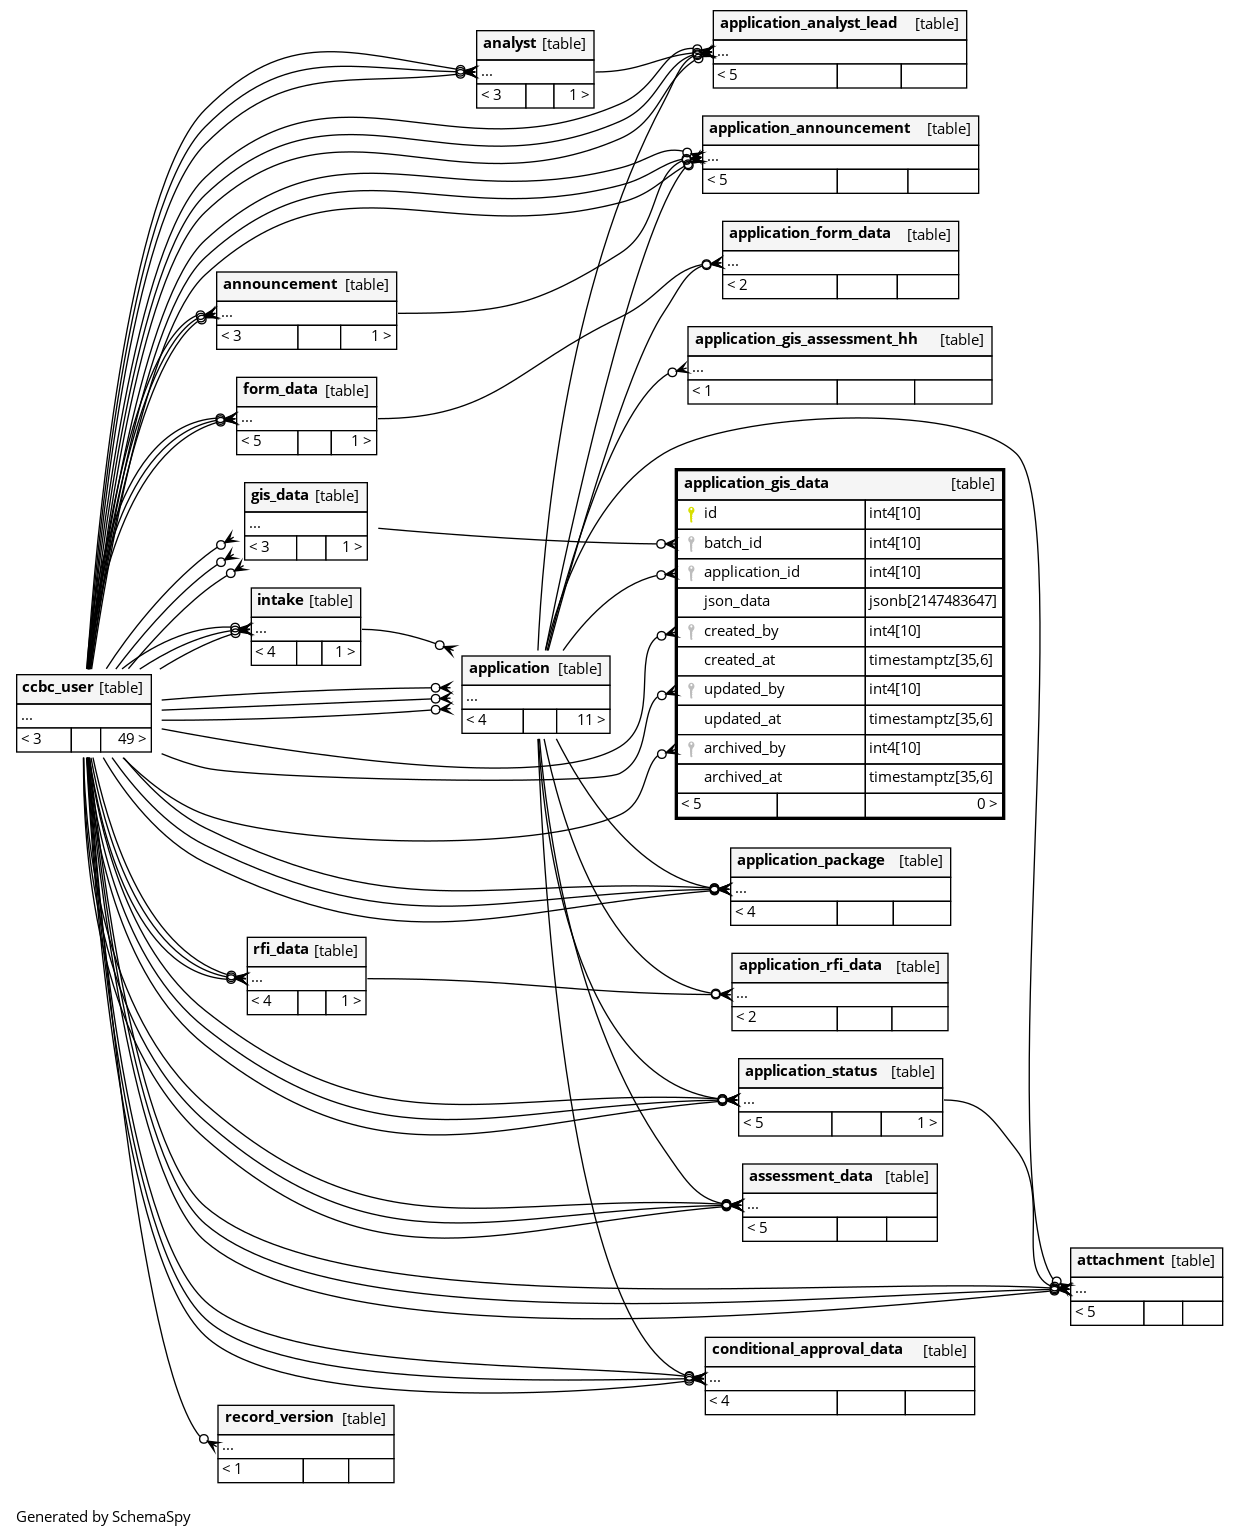 application_analyst_lead [table]
...
< 5
analyst [table]
...
< 3 1 >
application_announcement [table]
...
< 5
application_form_data [table]
...
< 2
announcement [table]
...
< 3 1 >
application_gis_assessment_hh [table]
...
< 1
form_data [table]
...
< 5 1 >
application_gis_data [table]
id int4[10]
batch_id int4[10]
application_id int4[10]
json_data jsonb[2147483647]
created_by int4[10]
created_at timestamptz[35,6]
updated_by int4[10]
updated_at timestamptz[35,6]
archived_by int4[10]
archived_at timestamptz[35,6]
< 5 0 >
gis_data [table]
...
< 3 1 >
intake [table]
...
< 4 1 >
application [table]
...
< 4 11 >
ccbc_user [table]
...
< 3 49 >
application_package [table]
...
< 4
rfi_data [table]
...
< 4 1 >
application_rfi_data [table]
...
< 2
application_status [table]
...
< 5 1 >
assessment_data [table]
...
< 5
attachment [table]
...
< 5
conditional_approval_data [table]
...
< 4
record_version [table]
...
< 1
Generated by SchemaSpy